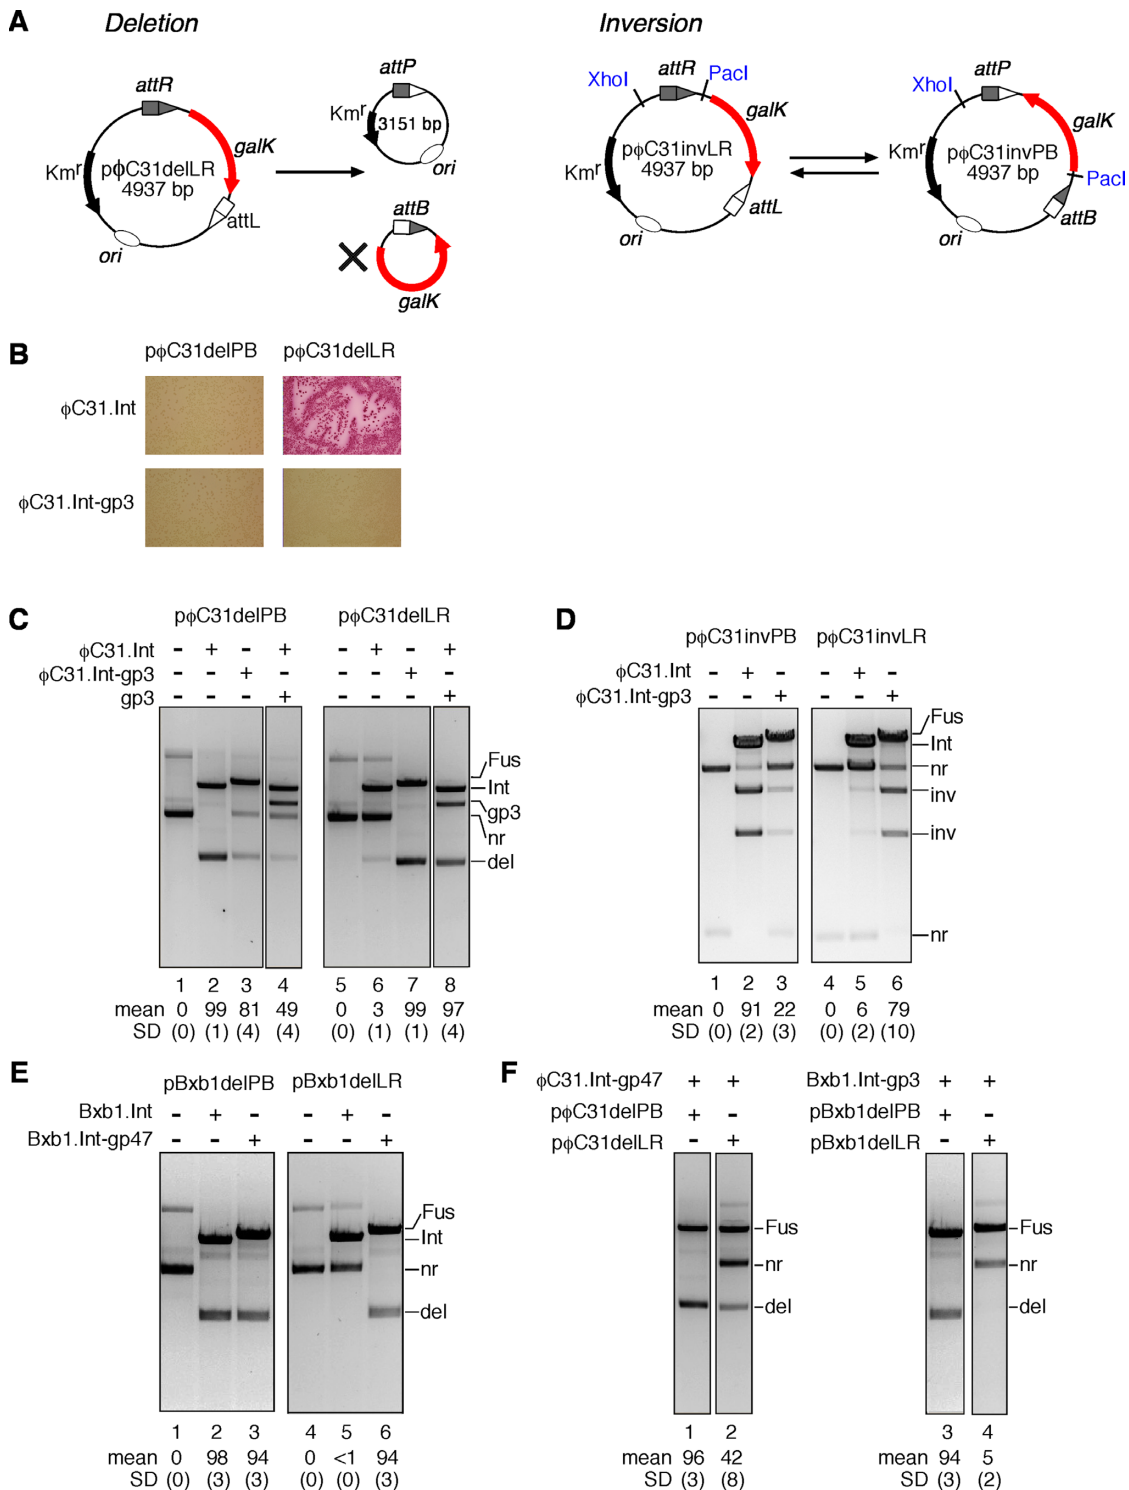 A
Deletion
Inversion
attR
galK
Kmr
pϕC31delLR
4937 bp
attL
ori
attP
Kmr
3151 bp
ori
attB
galK
XhoI
attR
PacI
galK
Kmr
pϕC31invLR
4937 bp
attL
ori
XhoI
attP
galK
Kmr
pϕC31invPB
4937 bp
PacI
attB
ori
B
pϕC31delPB pϕC31delLR
ϕC31.Int
ϕC31.Int-gp3
C
pϕC31delPB pϕC31delLR
ϕC31.Int - + - + - + - +
ϕC31.Int-gp3 - - + - - - + -
gp3 - - - + - - - +
Fus
Int
gp3
nr
del
1 2 3 4 5 6 7 8
mean 0 99 81 49 0 3 99 97
SD (0) (1) (4) (4) (0) (1) (1) (4)
D
pϕC31invPB pϕC31invLR
ϕC31.Int - + - - + -
ϕC31.Int-gp3 - - + - - +
Fus
Int
nr
inv
inv
nr
1 2 3 4 5 6
mean 0 91 22 0 6 79
SD (0) (2) (3) (0) (2) (10)
E
pBxb1delPB pBxb1delLR
Bxb1.Int - + - - + -
Bxb1.Int-gp47 - - + - - +
Fus
Int
nr
del
1 2 3 4 5 6
mean 0 98 94 0 <1 94
SD (0) (3) (3) (0) (0) (3)
F
ϕC31.Int-gp47 + +
pϕC31delPB + -
pϕC31delLR - +
Fus
nr
del
1 2
mean 96 42
SD (3) (8)
Bxb1.Int-gp3 + +
pBxb1delPB + -
pBxb1delLR - +
Fus
nr
del
3 4
mean 94 5
SD (3) (2)